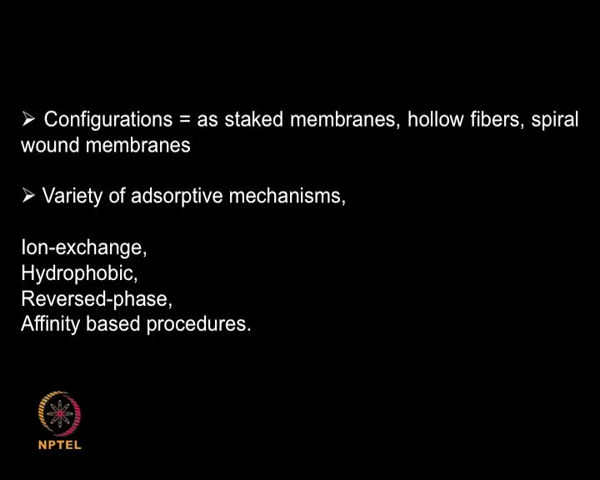 ➢ Configurations = as staked membranes, hollow fibers, spiral
wound membranes
➢ Variety of adsorptive mechanisms,
Ion-exchange,
Hydrophobic,
Reversed-phase,
Affinity based procedures.
NPTEL